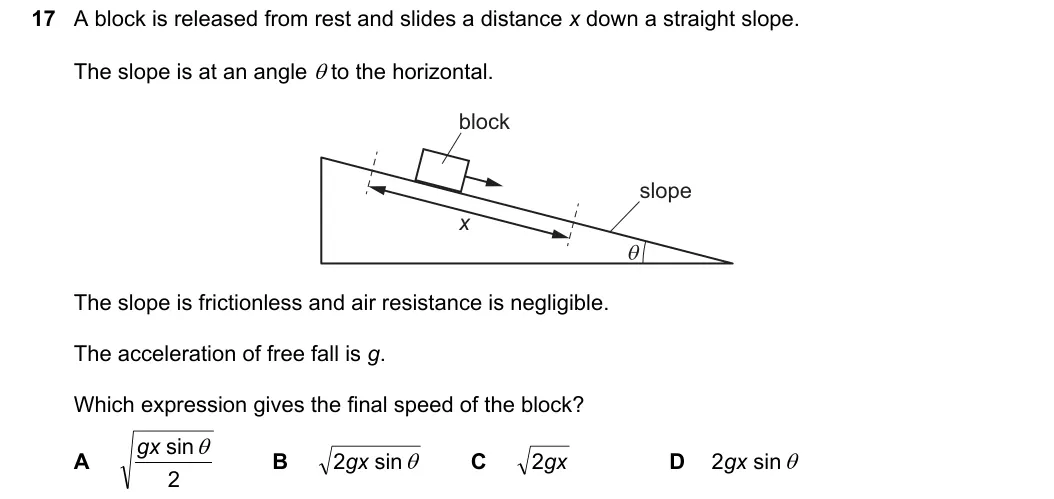 17 A block is released from rest and slides a distance x down a straight slope.
The slope is at an angle θ to the horizontal.
block
slope
x
θ
The slope is frictionless and air resistance is negligible.
The acceleration of free fall is g.
Which expression gives the final speed of the block?
A √(gx sin θ / 2) B √(2gx sin θ) C √(2gx) D 2gx sin θ